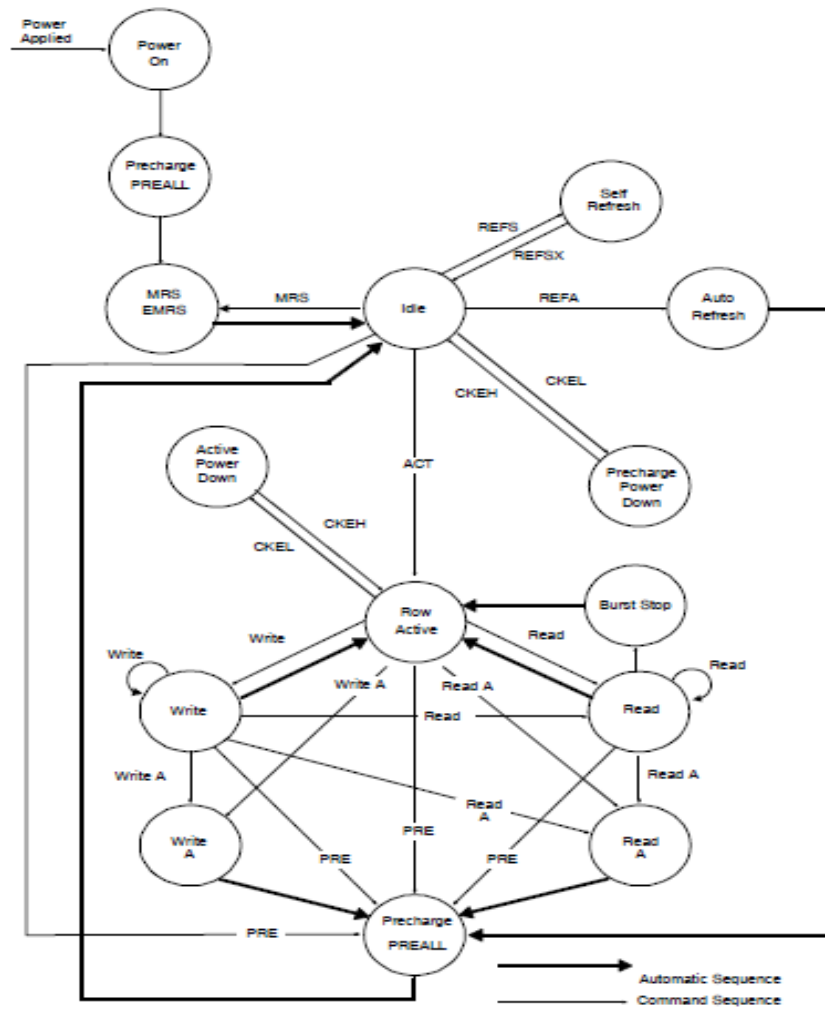 Power
Applied
Power
On
Precharge
PREALL
Self
Refresh
REFS
REFSX
MRS
EMRS
MRS
Idle
REFA
Auto
Refresh
CKEL
CKEH
Active
Power
Down
ACT
Precharge
Power
Down
CKEH
CKEL
Row
Active
Burst Stop
Write
Read
Write
Write A
Read A
Read
Write
Read
Read
Write A
Read
A
Read A
Write
A
PRE
PRE
PRE
Read
A
Precharge
PREALL
PRE
Automatic Sequence
Command Sequence